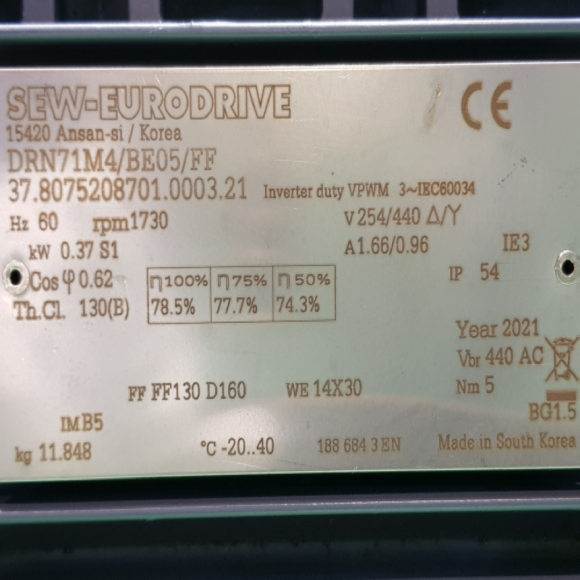 SEW-EURODRIVE CE
15420 Ansan-si / Korea
DRN71M4/BE05/FF
37.8075208701.0003.21 Inverter duty VPWM 3~IEC60034
Hz 60 rpm1730 V 254/440 Δ/Y
kW 0.37 S1 A1.66/0.96 IE3
Cos φ 0.62 η100% η75% η50% IP 54
Th.Cl. 130(B) 78.5% 77.7% 74.3%
Year 2021
Vbr 440 AC
FF FF130 D160 WE 14X30 Nm 5
BG1.5
IM B5
kg 11.848 °C -20..40 188 684 3 EN Made in South Korea